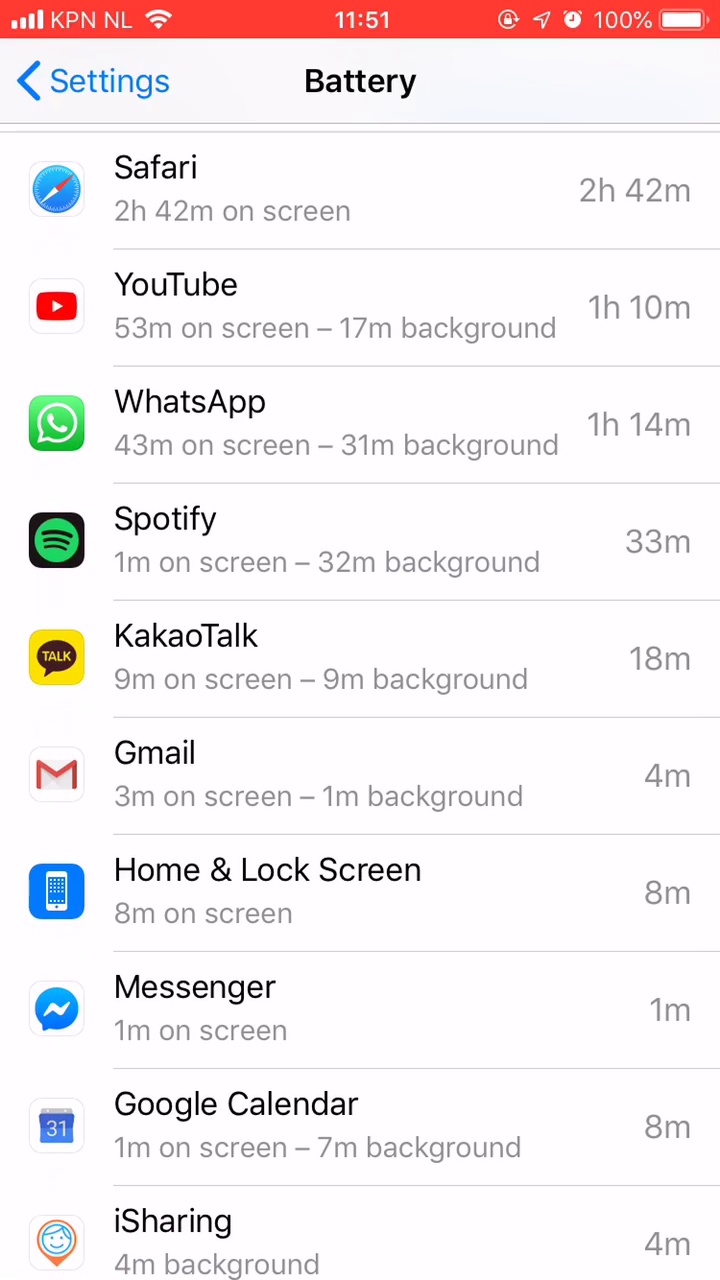 KPN NL 11:51 100%
Settings Battery
Safari
2h 42m on screen
2h 42m
YouTube
53m on screen – 17m background
1h 10m
WhatsApp
43m on screen – 31m background
1h 14m
Spotify
1m on screen – 32m background
33m
TALK
KakaoTalk
9m on screen – 9m background
18m
Gmail
3m on screen – 1m background
4m
Home & Lock Screen
8m on screen
8m
Messenger
1m on screen
1m
31
Google Calendar
1m on screen – 7m background
8m
iSharing
4m background
4m